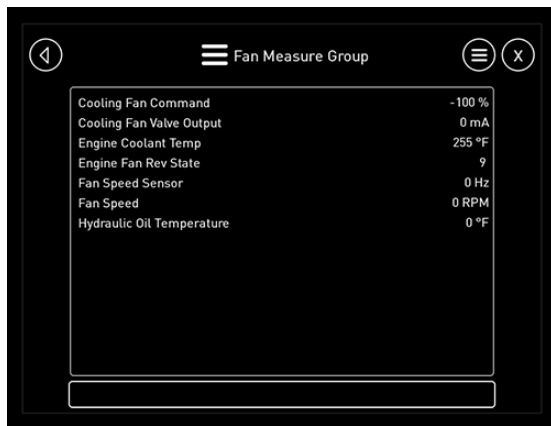 Fan Measure Group
X
Cooling Fan Command -100 %
Cooling Fan Valve Output 0 mA
Engine Coolant Temp 255 °F
Engine Fan Rev State 9
Fan Speed Sensor 0 Hz
Fan Speed 0 RPM
Hydraulic Oil Temperature 0 °F